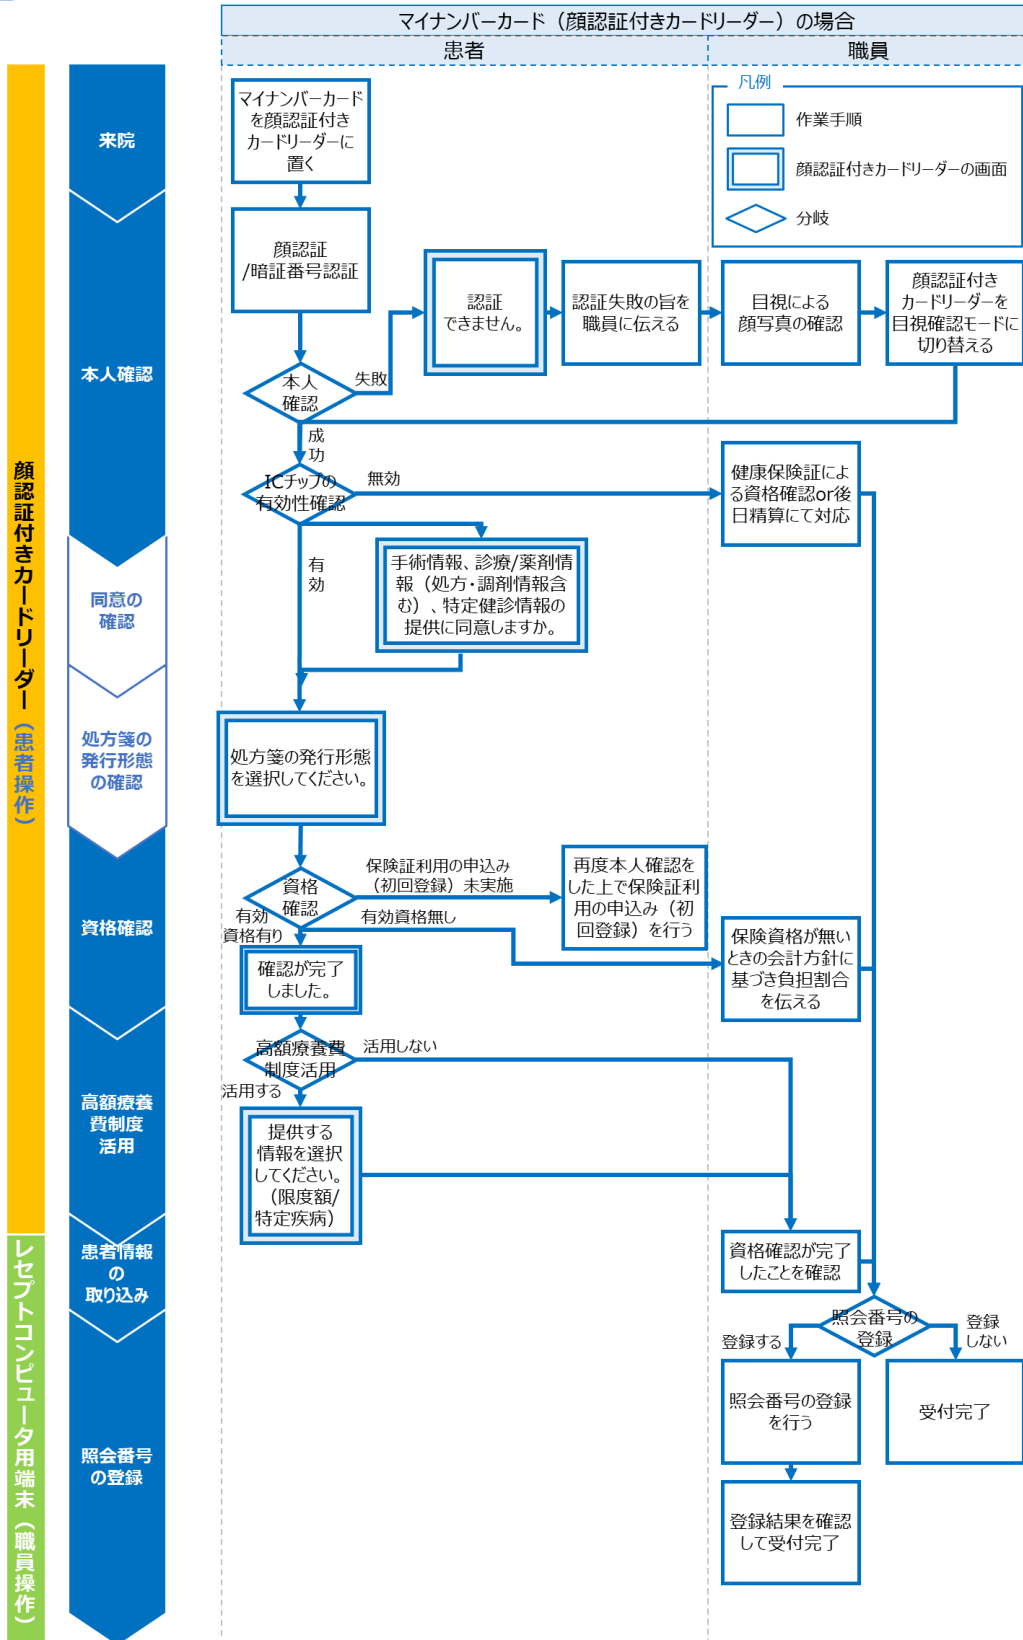 マイナンバーカード（顔認証付きカードリーダー）の場合
患者
職員
顔認証付きカードリーダー（患者操作）
レセプトコンピュータ用端末（職員操作）
来院
本人確認
同意の
確認
処方箋の
発行形態
の確認
資格確認
高額療養
費制度
活用
患者情報
の
取り込み
照会番号
の登録
凡例
作業手順
顔認証付きカードリーダーの画面
分岐
マイナンバーカード
を顔認証付き
カードリーダーに
置く
顔認証
/暗証番号認証
認証
できません。
認証失敗の旨を
職員に伝える
目視による
顔写真の確認
顔認証付き
カードリーダーを
目視確認モードに
切り替える
本人
確認
失敗
成
功
ICチップの
有効性確認
無効
健康保険証によ
る資格確認or後
日精算にて対応
有
効
手術情報、診療/薬剤情
報（処方・調剤情報含
む）、特定健診情報の
提供に同意しますか。
処方箋の発行形態
を選択してください。
資格
確認
保険証利用の申込み
（初回登録）未実施
再度本人確認を
した上で保険証利
用の申込み（初
回登録）を行う
有効
資格有り
有効資格無し
保険資格が無い
ときの会計方針に
基づき負担割合
を伝える
確認が完了
しました。
高額療養費
制度活用
活用しない
活用する
提供する
情報を選択
してください。
（限度額/
特定疾病）
資格確認が完了
したことを確認
照会番号の
登録
登録する
登録
しない
照会番号の登録
を行う
受付完了
登録結果を確認
して受付完了